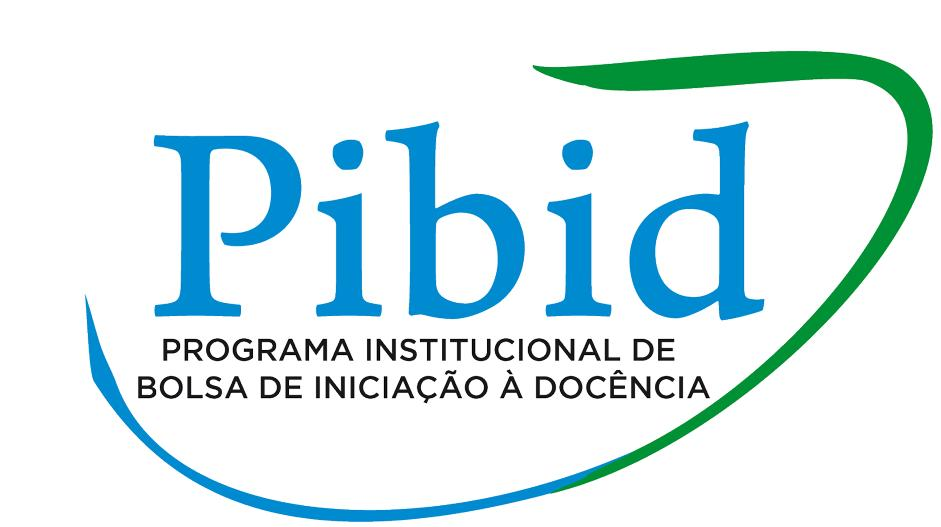 Pibid
PROGRAMA INSTITUCIONAL DE
BOLSA DE INICIAÇÃO À DOCÊNCIA